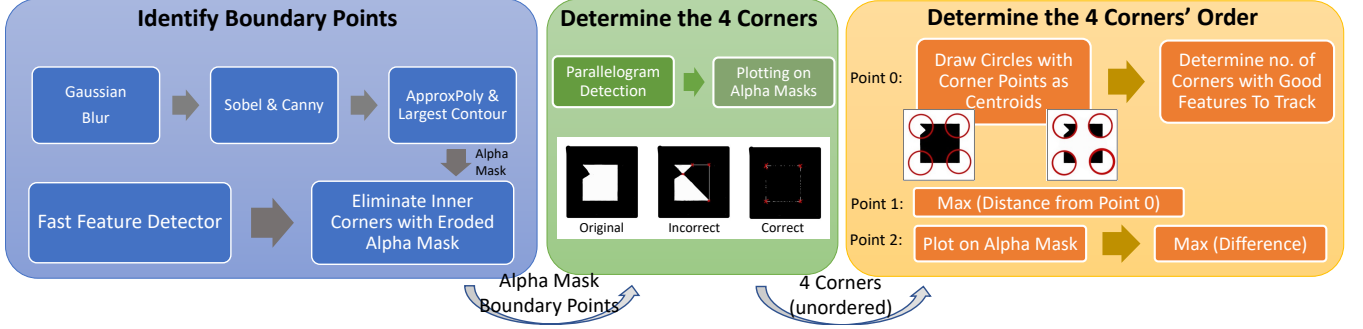 Identify Boundary Points
Gaussian
Blur
Sobel & Canny
ApproxPoly &
Largest Contour
Alpha
Mask
Fast Feature Detector
Eliminate Inner
Corners with Eroded
Alpha Mask
Alpha Mask
Boundary Points
Determine the 4 Corners
Parallelogram
Detection
Plotting on
Alpha Masks
Original
Incorrect
Correct
4 Corners
(unordered)
Determine the 4 Corners’ Order
Point 0:
Draw Circles with
Corner Points as
Centroids
Determine no. of
Corners with Good
Features To Track
Point 1:
Max (Distance from Point 0)
Point 2:
Plot on Alpha Mask
Max (Difference)